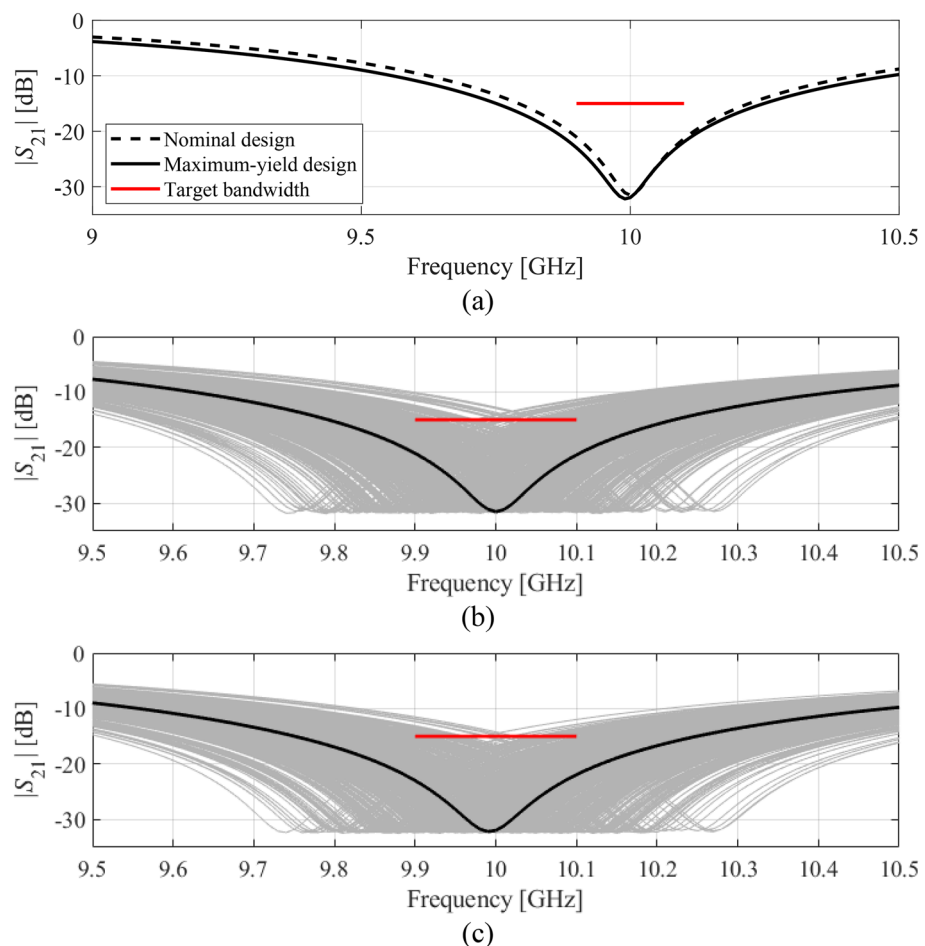 0
-10
-20
-30
|S21| [dB]
Nominal design
Maximum-yield design
Target bandwidth
9 9.5 10 10.5
Frequency [GHz]
(a)
0
-10
-20
-30
|S21| [dB]
9.5 9.6 9.7 9.8 9.9 10 10.1 10.2 10.3 10.4 10.5
Frequency [GHz]
(b)
0
-10
-20
-30
|S21| [dB]
9.5 9.6 9.7 9.8 9.9 10 10.1 10.2 10.3 10.4 10.5
Frequency [GHz]
(c)